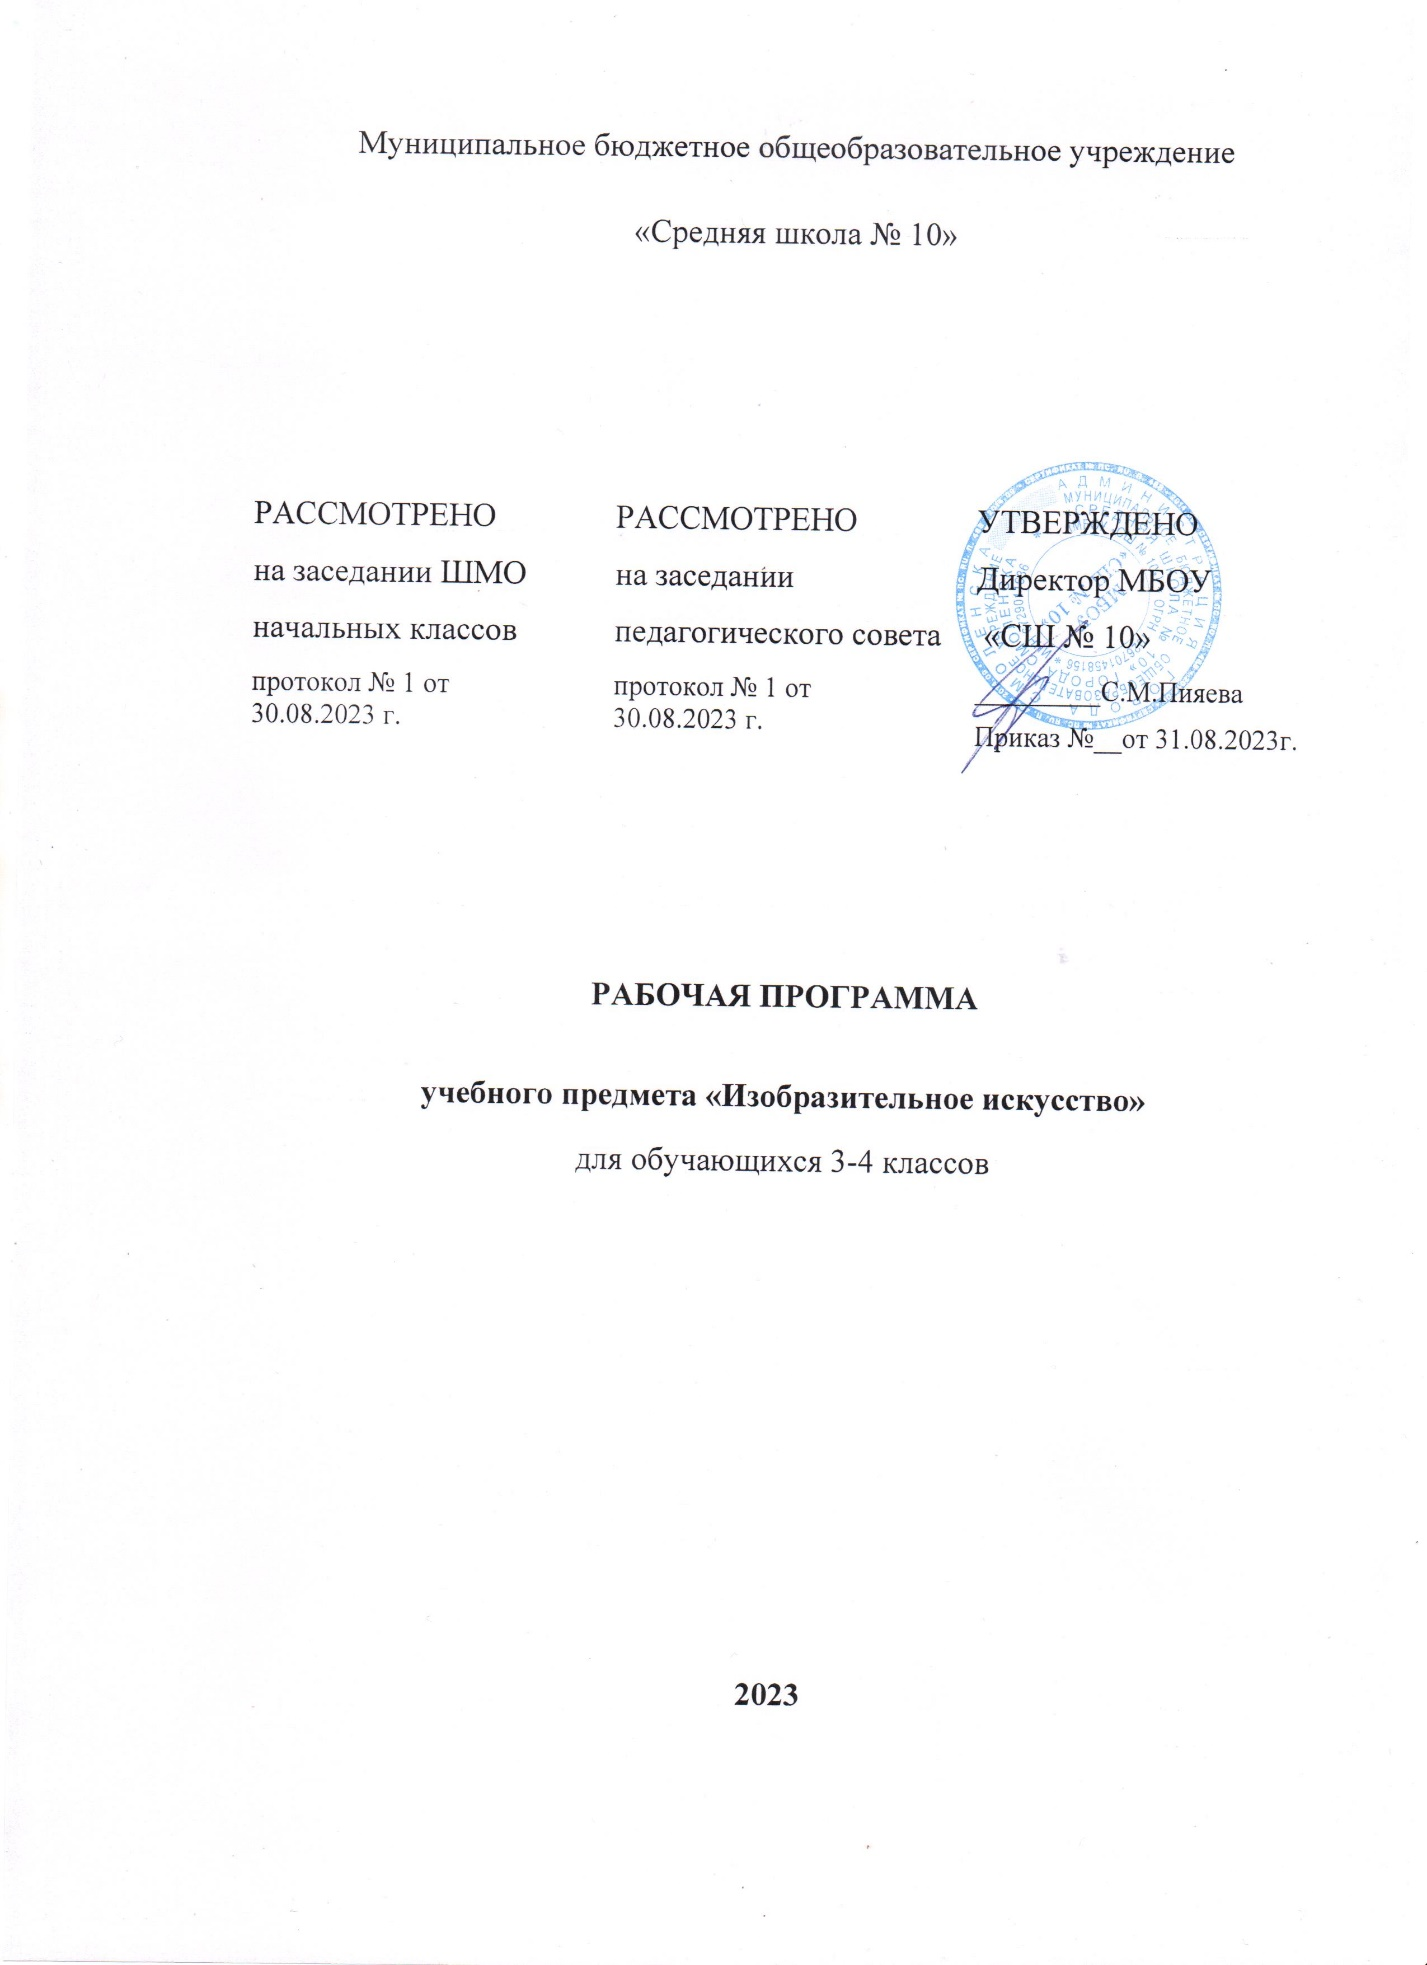 Муниципальное бюджетное общеобразовательное учреждение
«Средняя школа № 10»
РАССМОТРЕНО
на заседании ШМО
начальных классов
протокол № 1 от
30.08.2023 г.
РАССМОТРЕНО
на заседании
педагогического совета
протокол № 1 от
30.08.2023 г.
УТВЕРЖДЕНО
Директор МБОУ
«СШ № 10»
_________С.М.Пияева
Приказ №__от 31.08.2023г.
РАБОЧАЯ ПРОГРАММА
учебного предмета «Изобразительное искусство»
для обучающихся 3-4 классов
2023